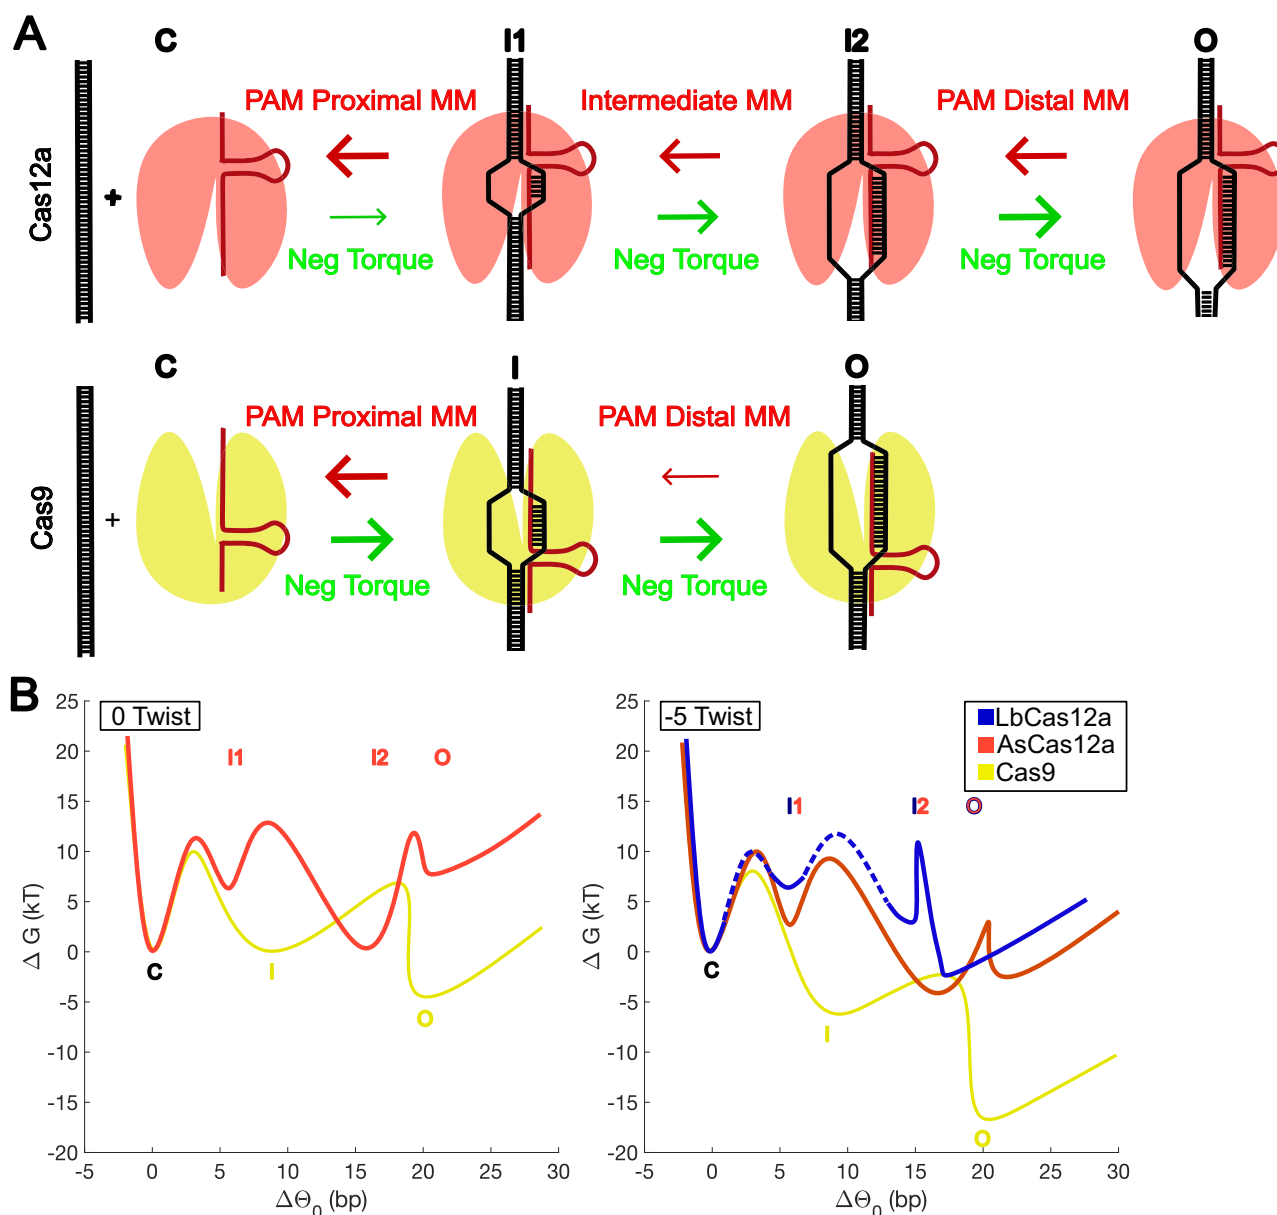 A
C
I1
I2
O
PAM Proximal MM
Intermediate MM
PAM Distal MM
Cas12a
+
Neg Torque
Neg Torque
Neg Torque
C
I
O
PAM Proximal MM
PAM Distal MM
Cas9
+
Neg Torque
Neg Torque
B
0 Twist
I1
I2
O
C
I
O
25
20
15
10
5
0
-5
-10
-15
-20
Δ G (kT)
-5 0 5 10 15 20 25 30
ΔΘ0 (bp)
-5 Twist
LbCas12a
AsCas12a
Cas9
I1
I2
O
C
I
O
25
20
15
10
5
0
-5
-10
-15
-20
Δ G (kT)
-5 0 5 10 15 20 25 30
ΔΘ0 (bp)